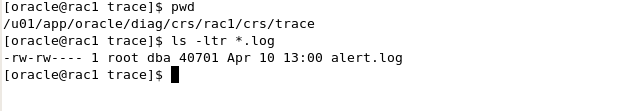 [oracle@rac1 trace]$ pwd
/u01/app/oracle/diag/crs/rac1/crs/trace
[oracle@rac1 trace]$ ls -ltr *.log
-rw-rw---- 1 root dba 40701 Apr 10 13:00 alert.log
[oracle@rac1 trace]$